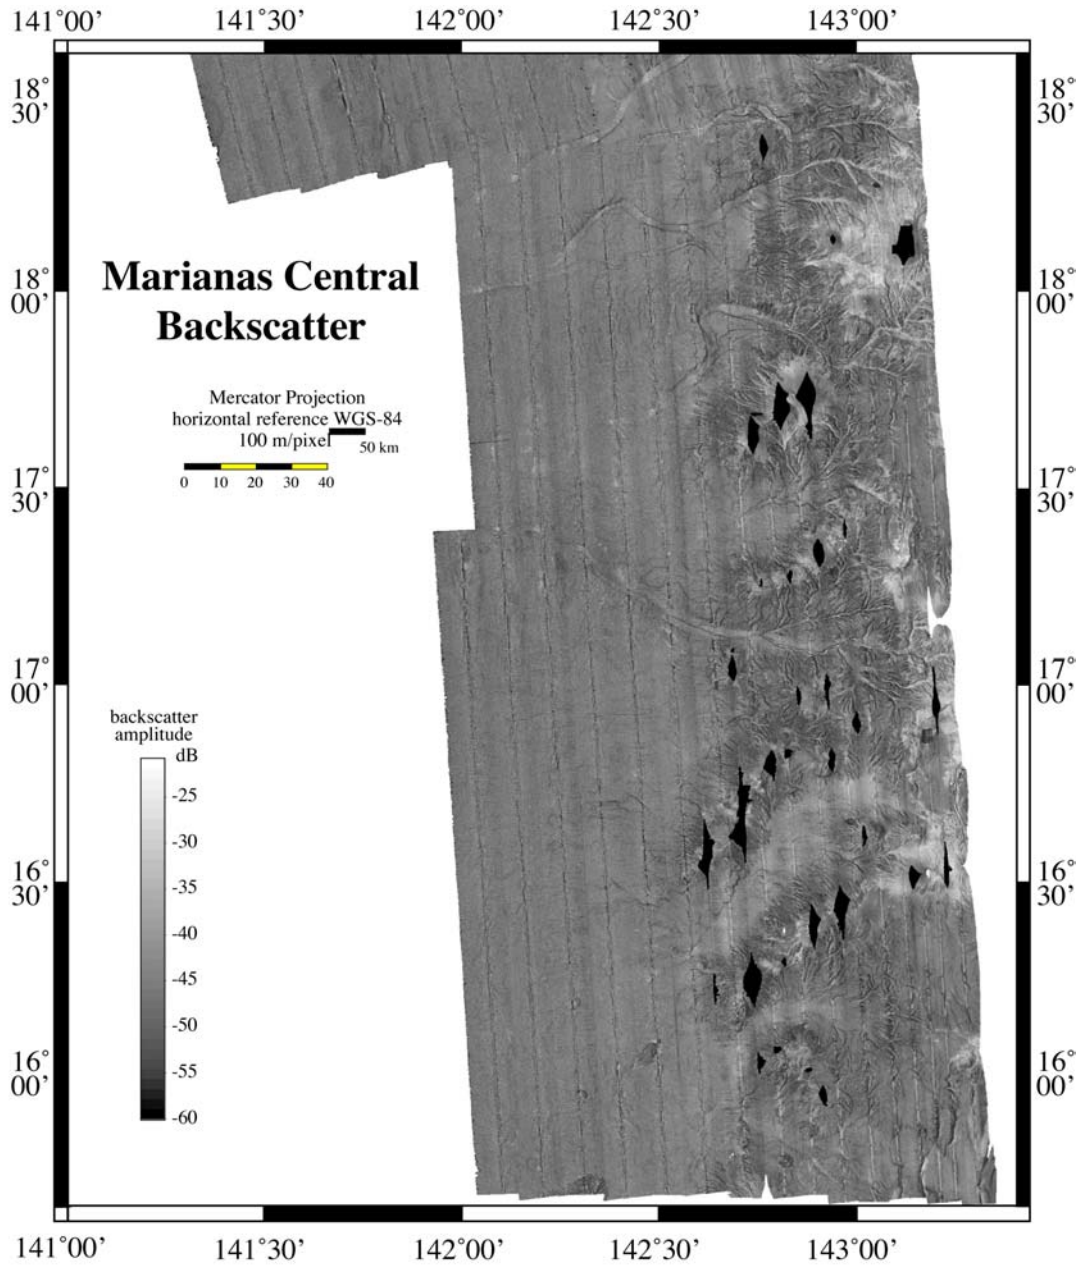 141°00’ 141°30’ 142°00’ 142°30’ 143°00’
18° 18°
30’ 30’
Marianas Central
Backscatter
18° 18°
00’ 00’
Mercator Projection
horizontal reference WGS-84
100 m/pixel 50 km
0 10 20 30 40
17° 17°
30’ 30’
17° 17°
00’ 00’
backscatter
amplitude
dB
-25
-30
-35
-40
-45
-50
-55
-60
16° 16°
30’ 30’
16° 16°
00’ 00’
141°00’ 141°30’ 142°00’ 142°30’ 143°00’